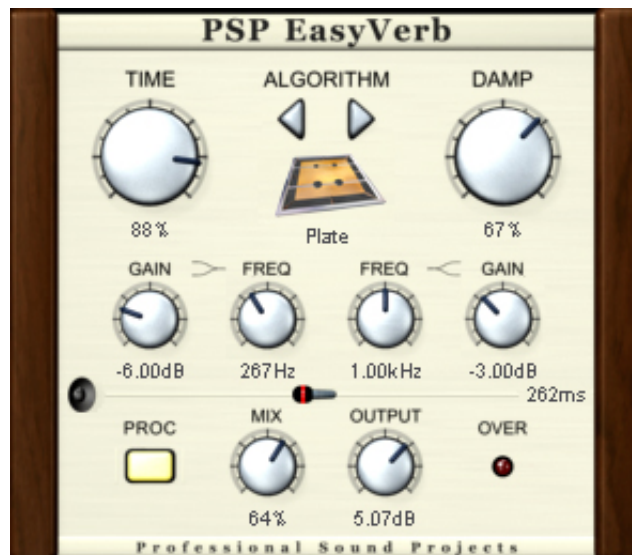 PSP EasyVerb
TIME ALGORITHM DAMP
88% Plate 67%
GAIN FREQ FREQ GAIN
-6.00dB 267Hz 1.00kHz -3.00dB
262ms
PROC MIX OUTPUT OVER
64% 5.07dB
Professional Sound Projects